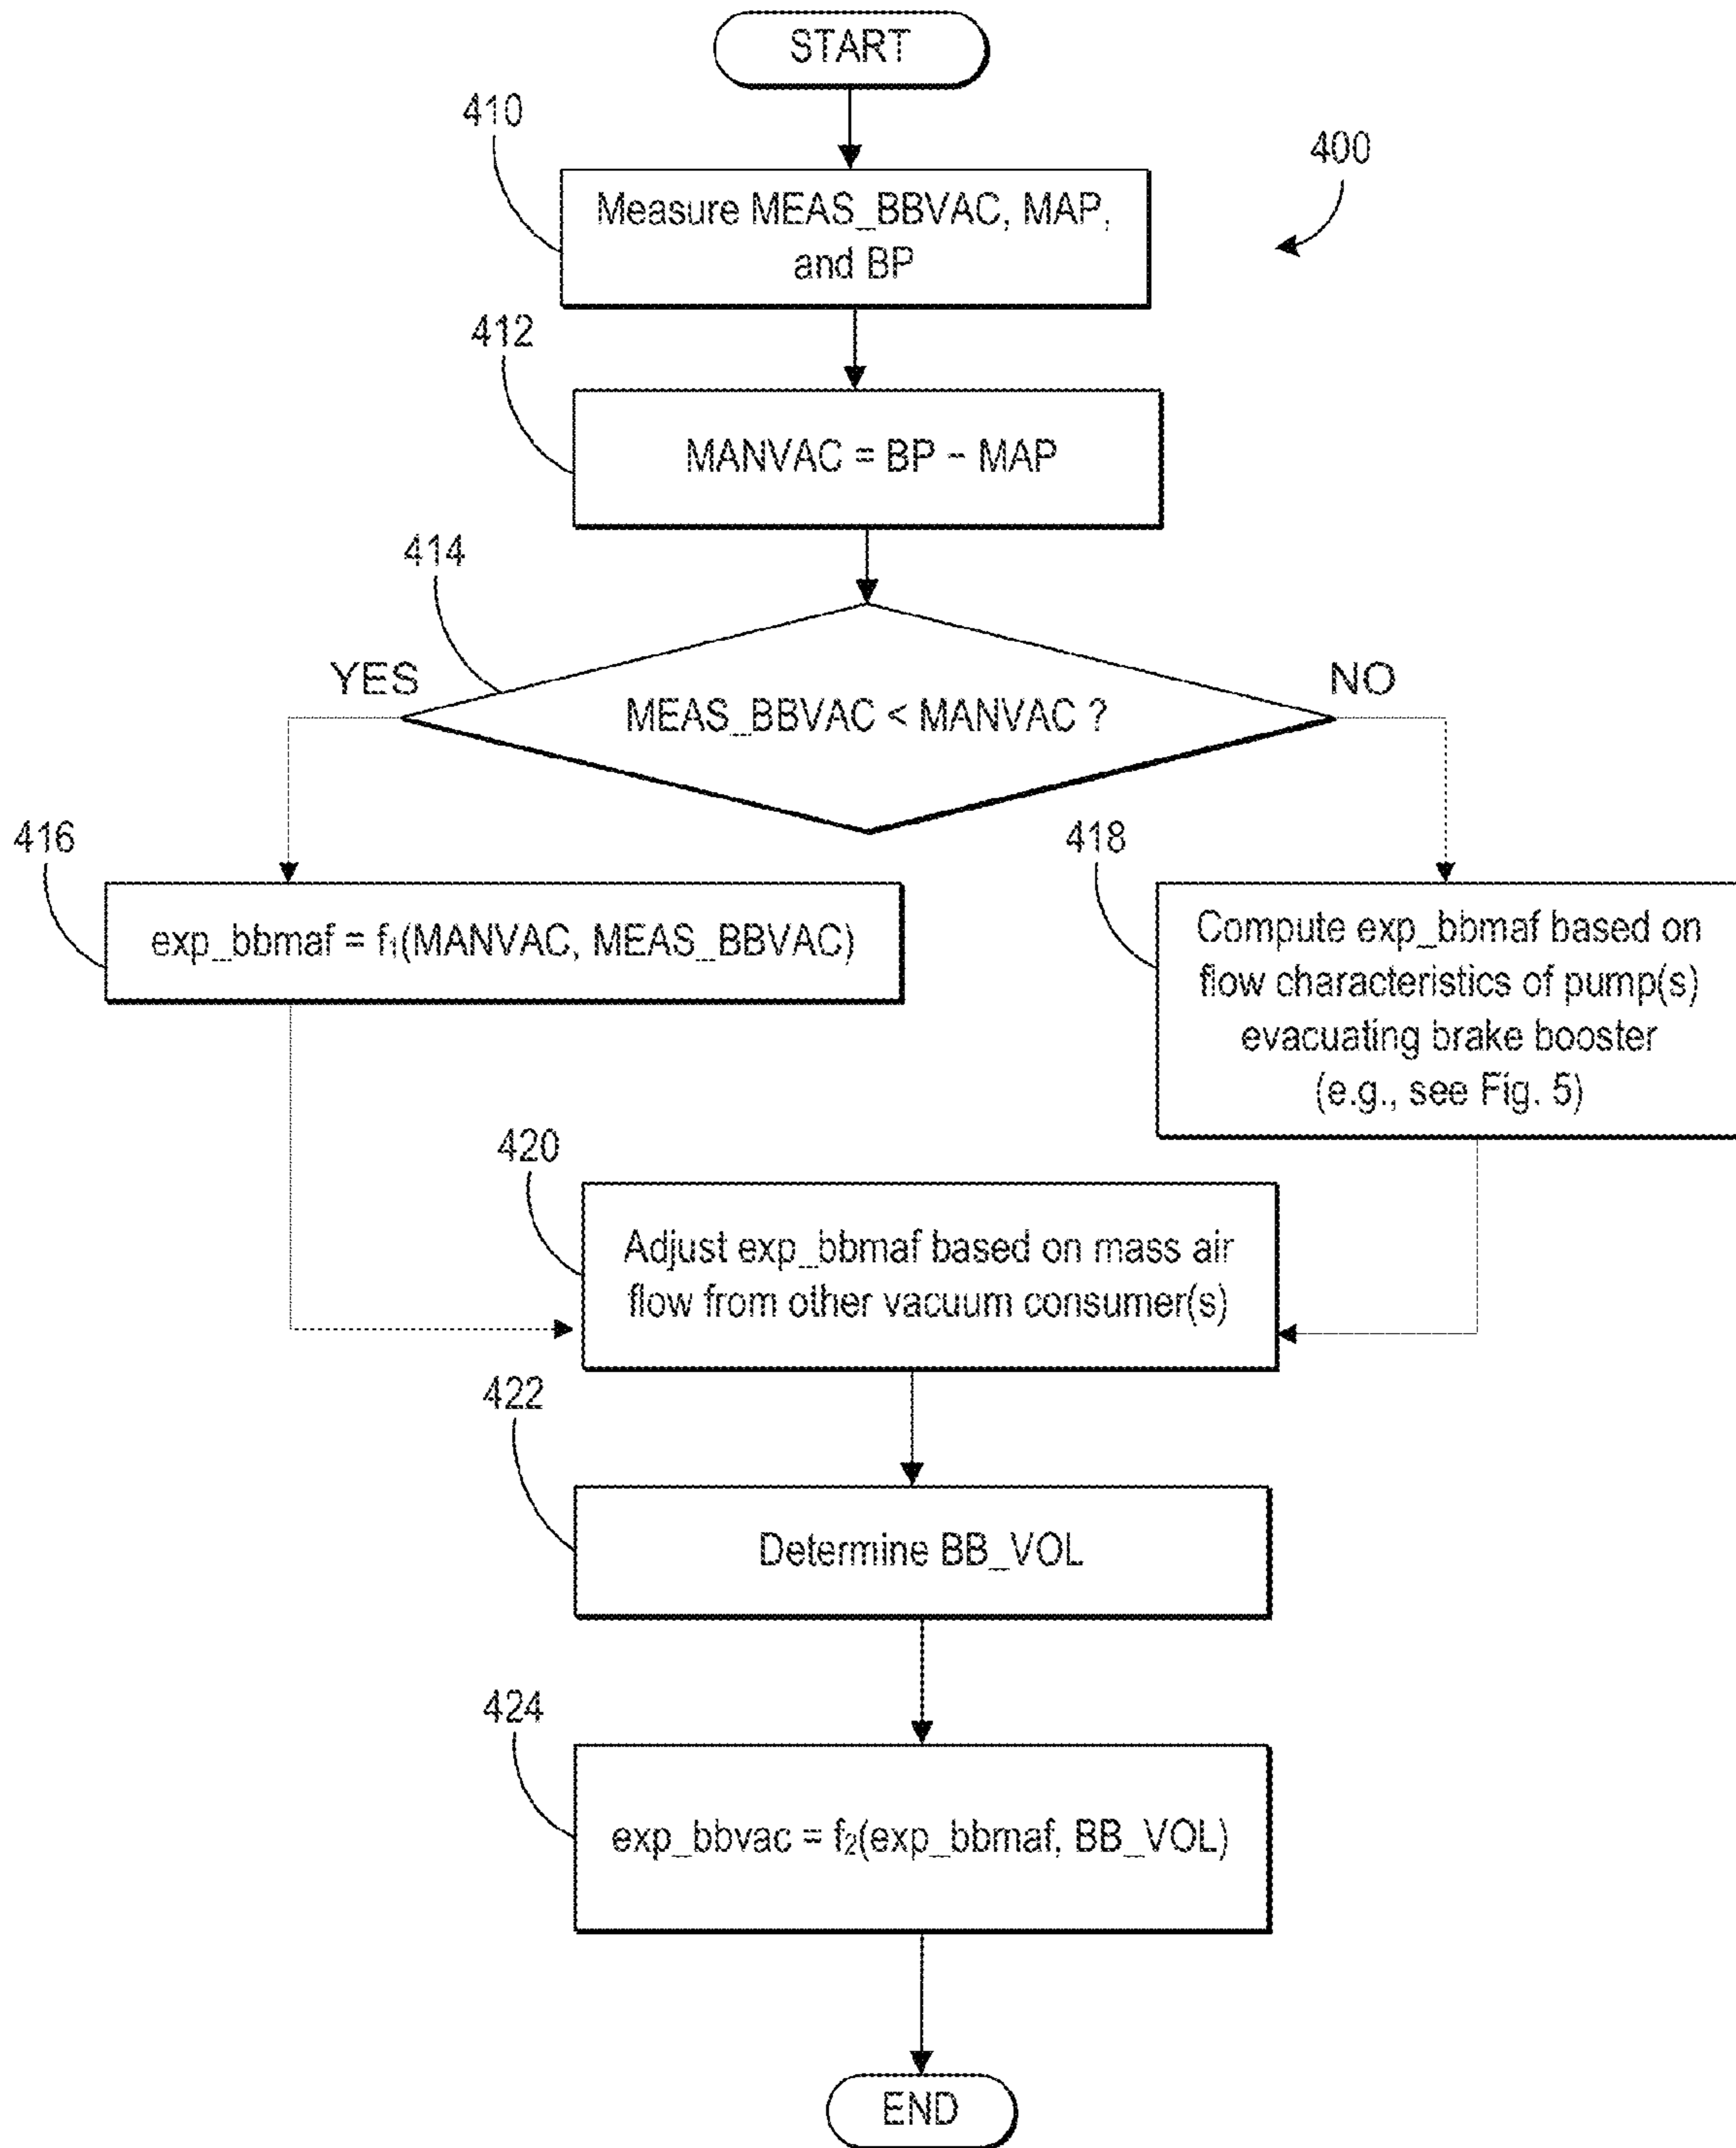 START
410
400
Measure MEAS_BBVAC, MAP,
and BP
412
MANVAC = BP − MAP
414
YES
NO
MEAS_BBVAC < MANVAC ?
416
418
exp_bbmaf = f₁(MANVAC, MEAS_BBVAC)
Compute exp_bbmaf based on
flow characteristics of pump(s)
evacuating brake booster
(e.g., see Fig. 5)
420
Adjust exp_bbmaf based on mass air
flow from other vacuum consumer(s)
422
Determine BB_VOL
424
exp_bbvac = f₂(exp_bbmaf, BB_VOL)
END